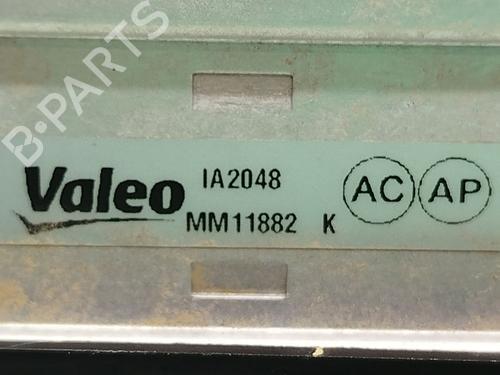 B-PARTS
Valeo
IA2048
MM11882 K
AC
AP